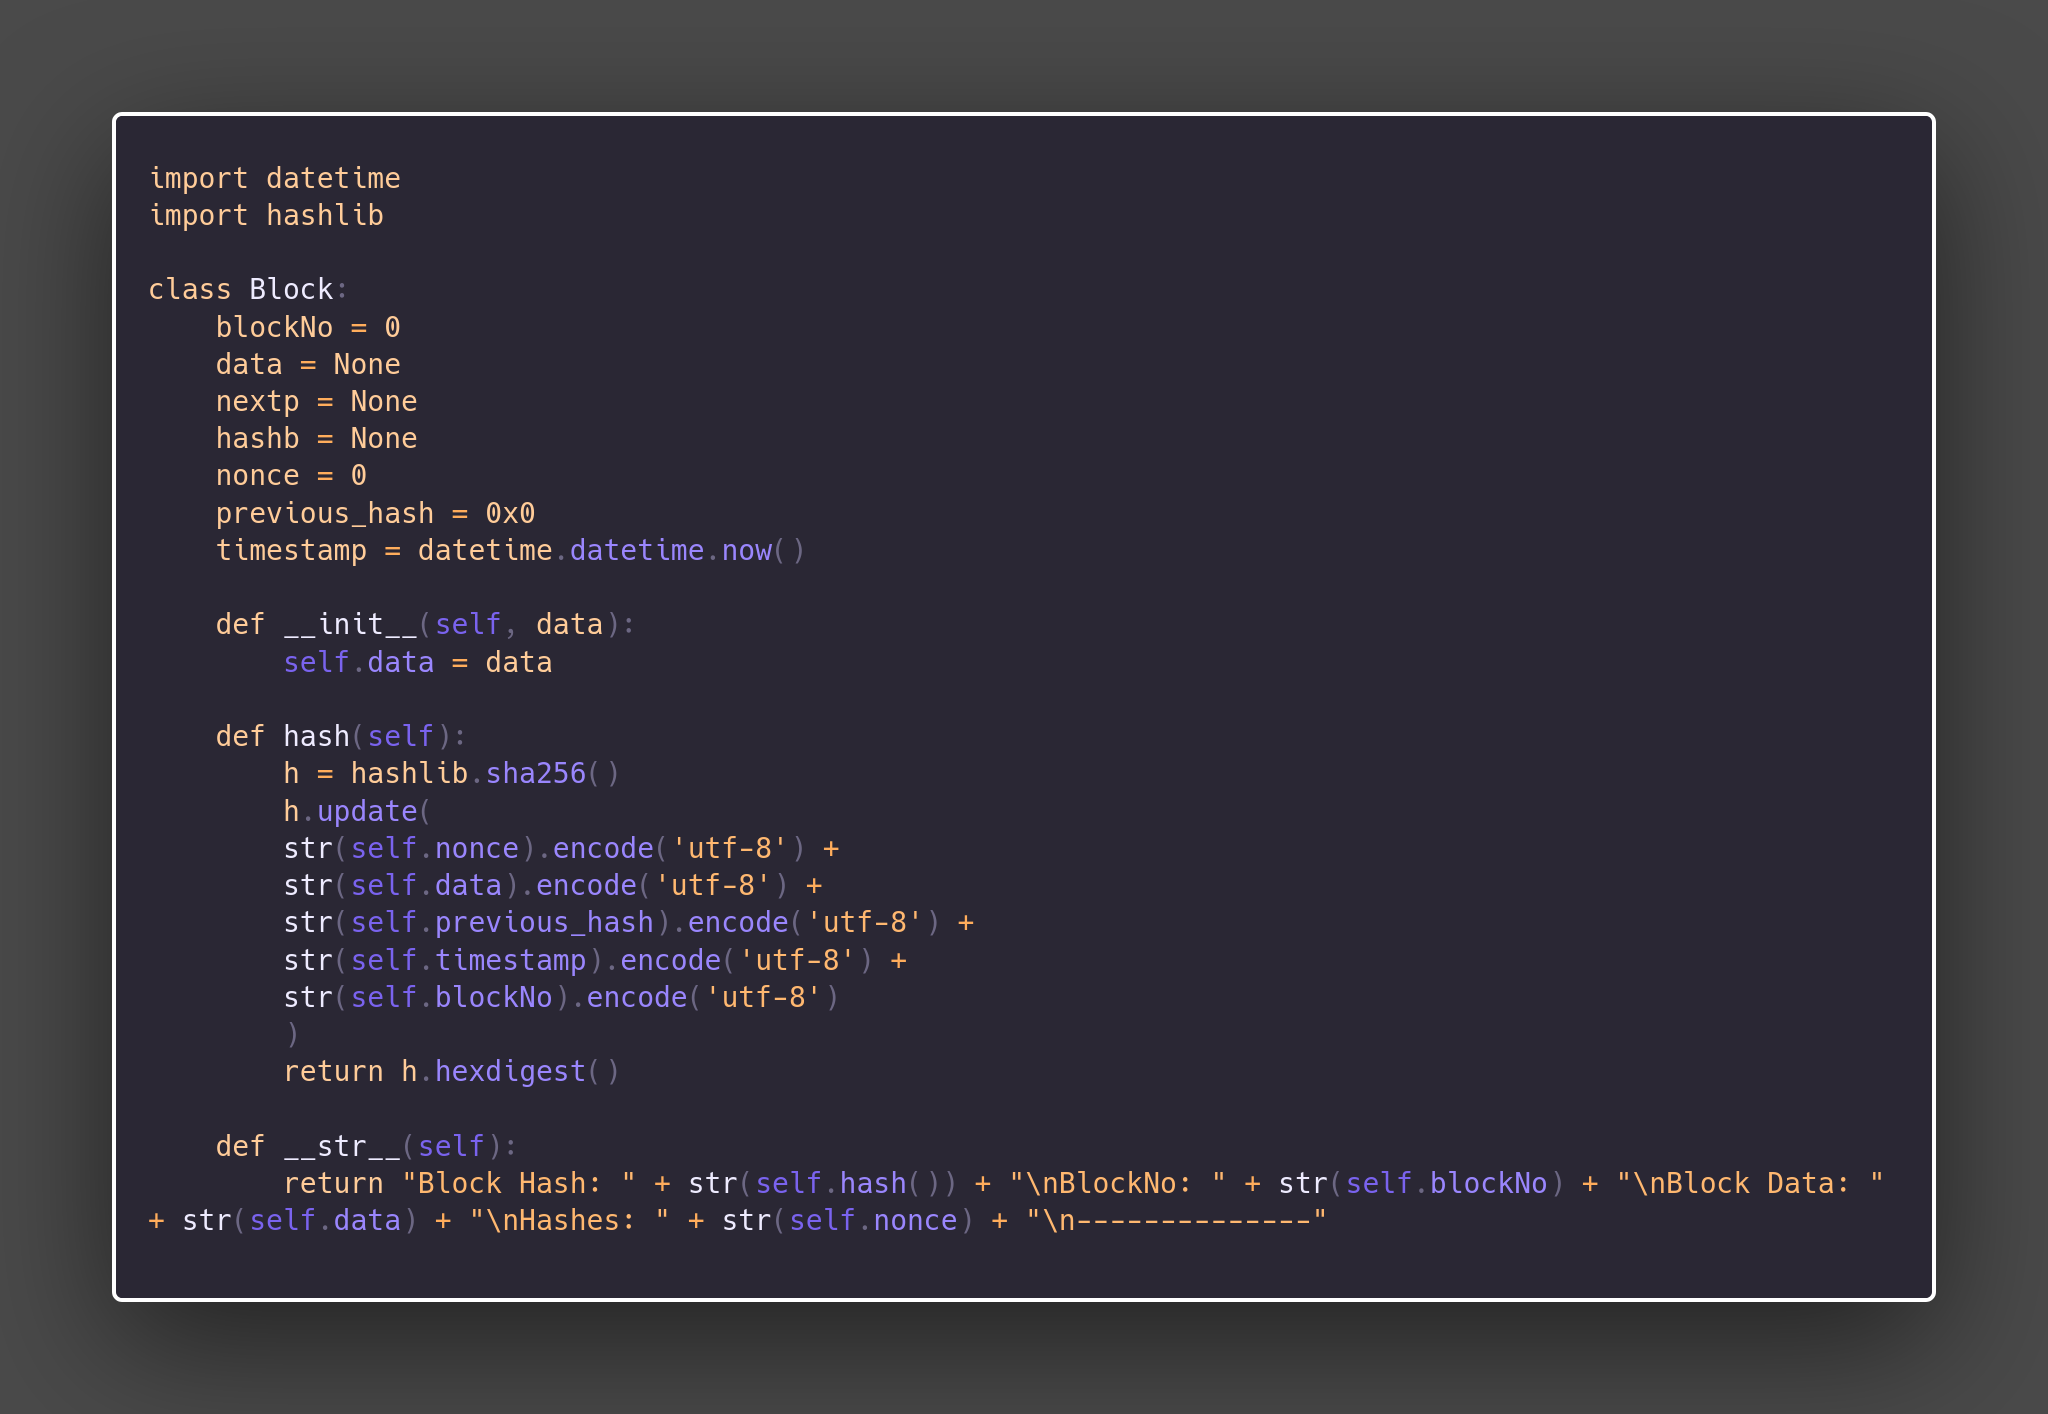 import datetime
import hashlib

class Block:
    blockNo = 0
    data = None
    nextp = None
    hashb = None
    nonce = 0
    previous_hash = 0x0
    timestamp = datetime.datetime.now()

    def __init__(self, data):
        self.data = data

    def hash(self):
        h = hashlib.sha256()
        h.update(
        str(self.nonce).encode('utf-8') +
        str(self.data).encode('utf-8') +
        str(self.previous_hash).encode('utf-8') +
        str(self.timestamp).encode('utf-8') +
        str(self.blockNo).encode('utf-8')
        )
        return h.hexdigest()

    def __str__(self):
        return "Block Hash: " + str(self.hash()) + "\nBlockNo: " + str(self.blockNo) + "\nBlock Data: "
+ str(self.data) + "\nHashes: " + str(self.nonce) + "\n--------------"